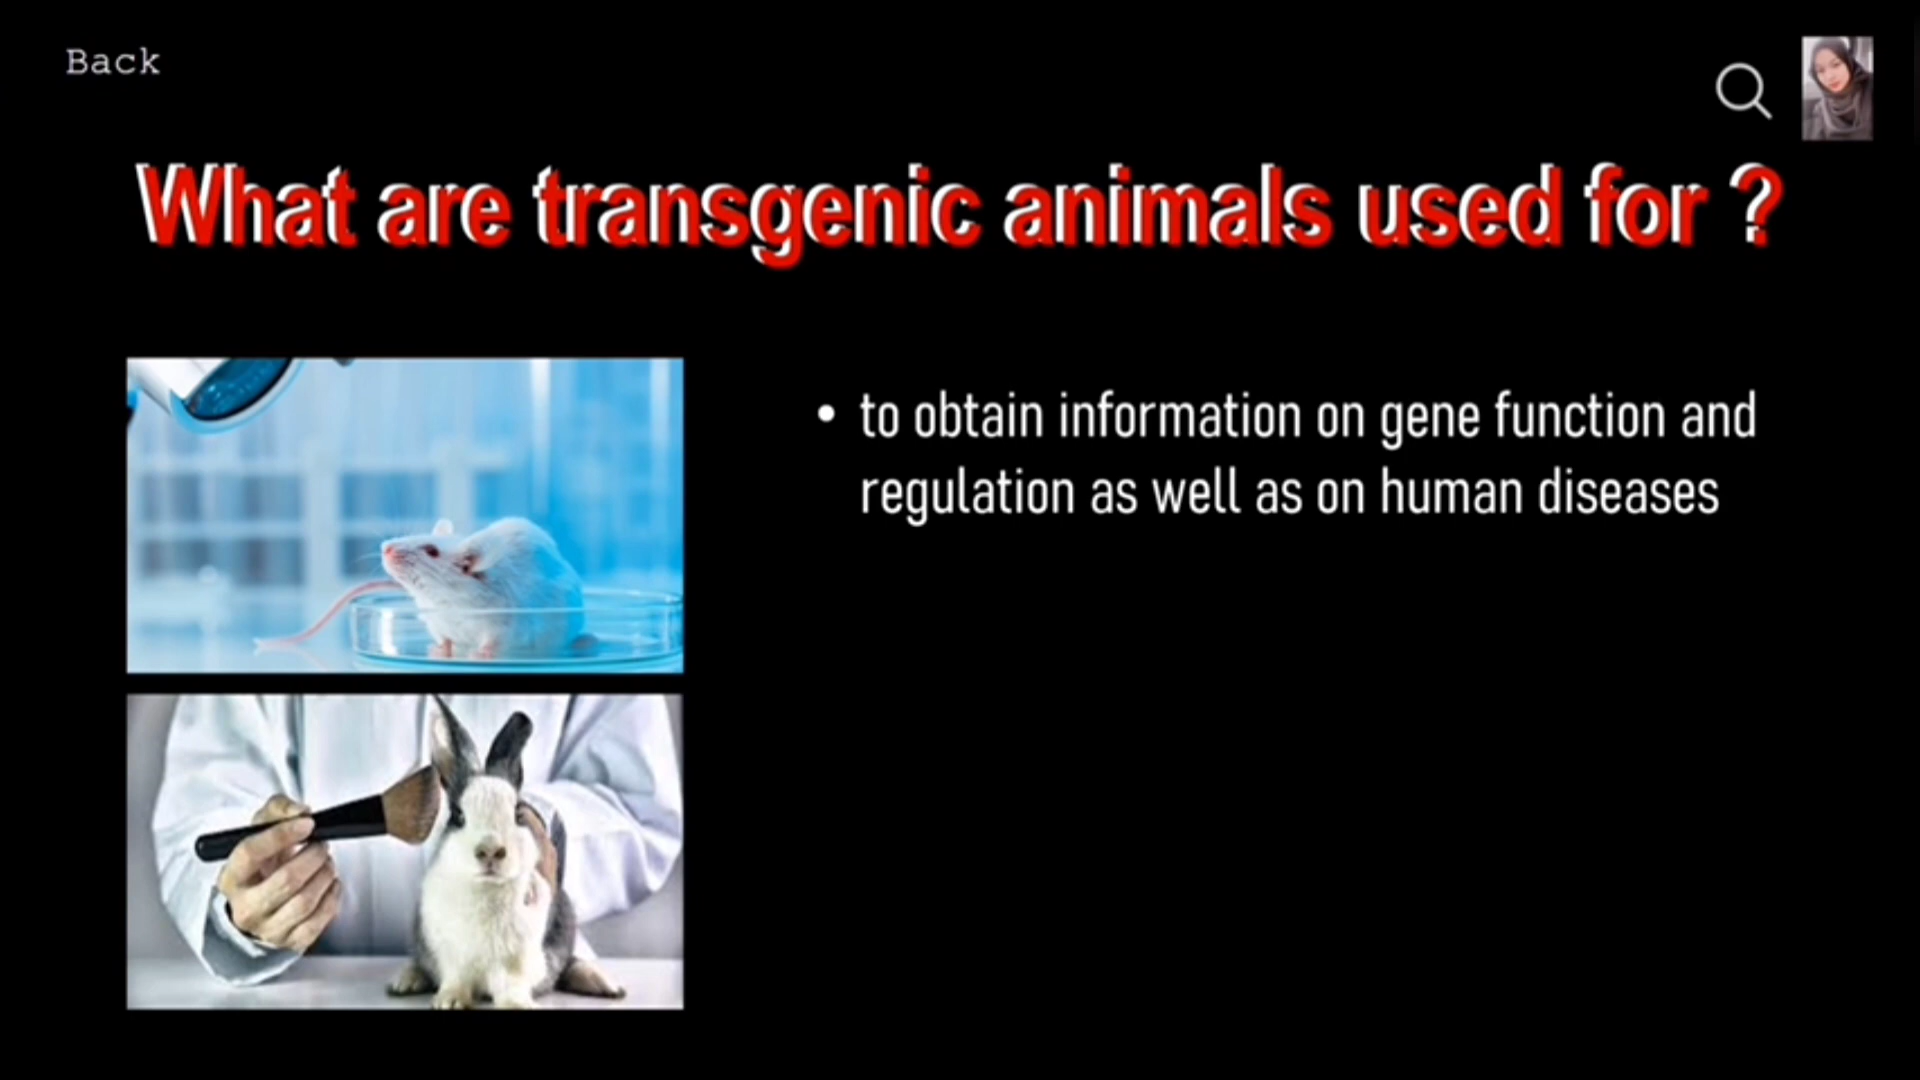 Back
What are transgenic animals used for ?
• to obtain information on gene function and
regulation as well as on human diseases